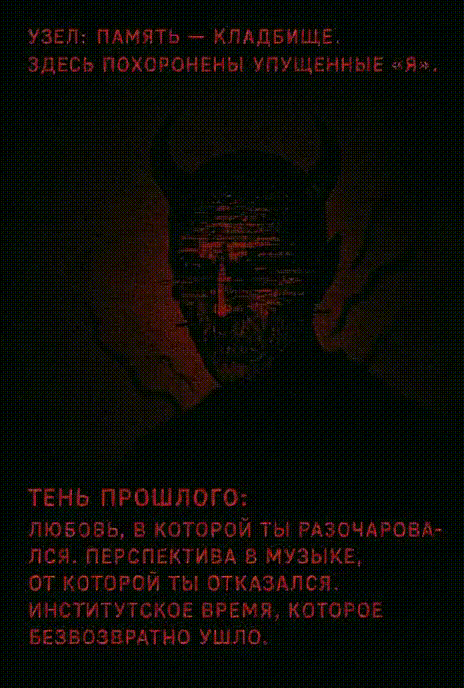 УЗЕЛ: ПАМЯТЬ — КЛАДБИЩЕ.
ЗДЕСЬ ПОХОРОНЕНЫ УПУЩЕННЫЕ «Я».
ТЕНЬ ПРОШЛОГО:
ЛЮБОВЬ, В КОТОРОЙ ТЫ РАЗОЧАРОВА-
ЛСЯ. ПЕРСПЕКТИВА В МУЗЫКЕ,
ОТ КОТОРОЙ ТЫ ОТКАЗАЛСЯ.
ИНСТИТУТСКОЕ ВРЕМЯ, КОТОРОЕ
БЕЗВОЗВРАТНО УШЛО.